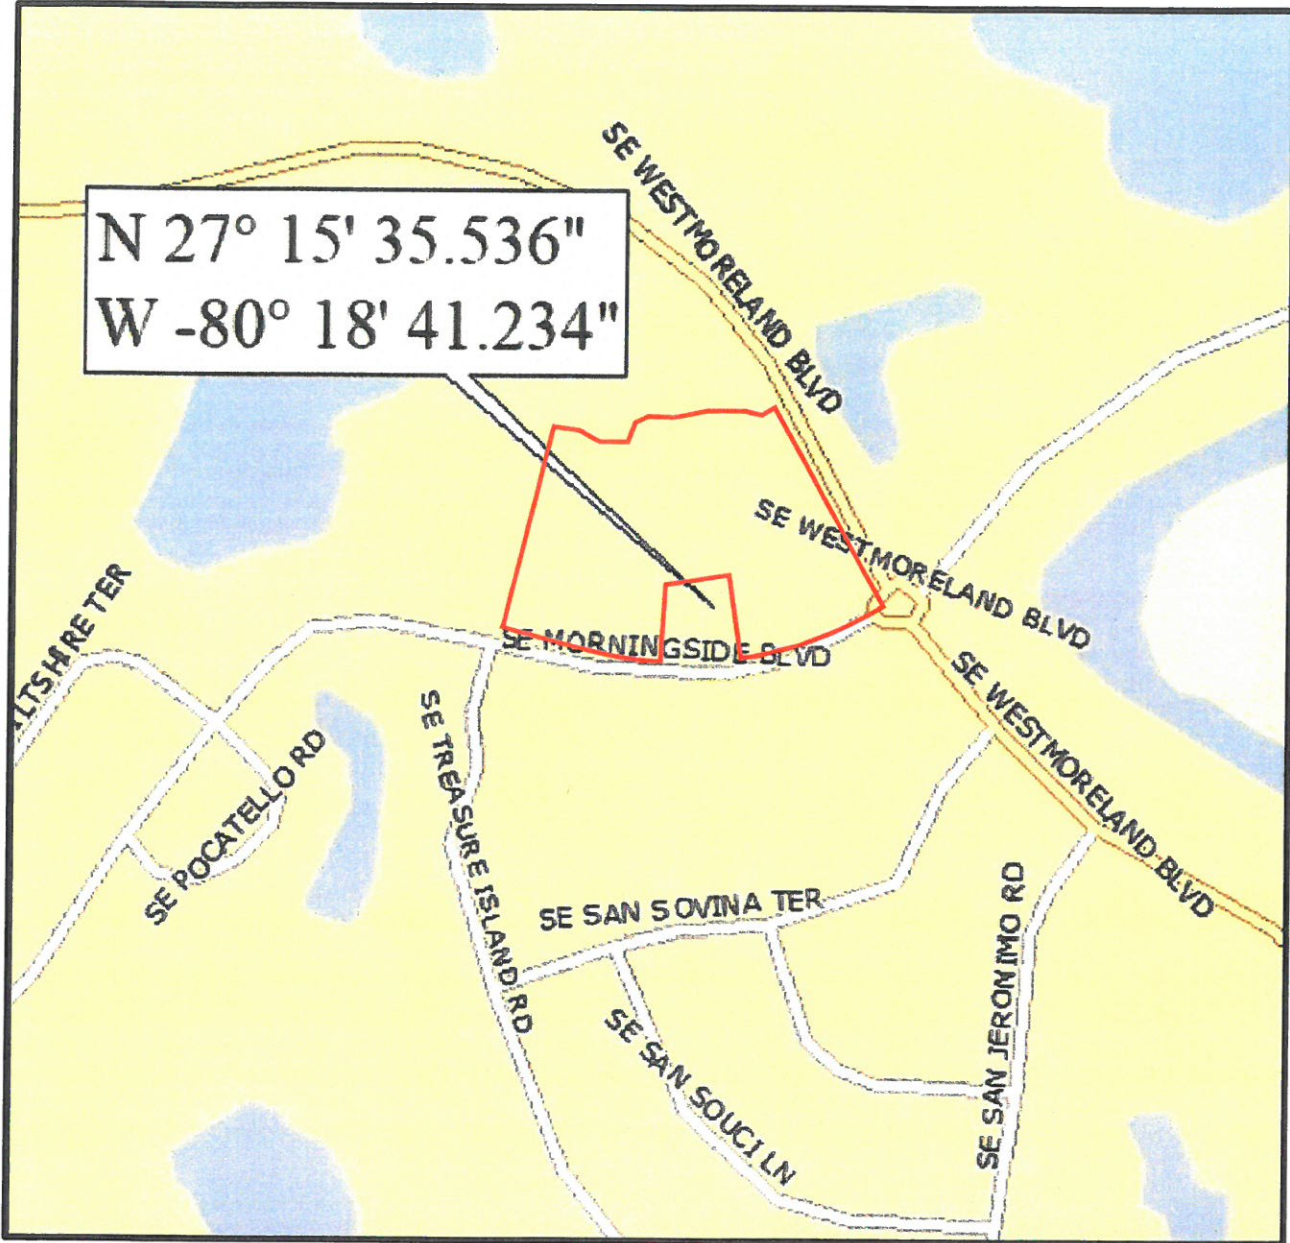 SE WESTMORELAND BLVD
N 27° 15' 35.536"
W -80° 18' 41.234"
SE WESTMORELAND BLVD
SE MORNINGSIDE BLVD
SE WESTMORELAND BLVD
SE POCATELLO RD
SE TREASURE ISLAND RD
SE SAN SOVINA TER
SE SAN JERONIMO RD
SE SAN SOUCI LN
ILTSHIRE TER